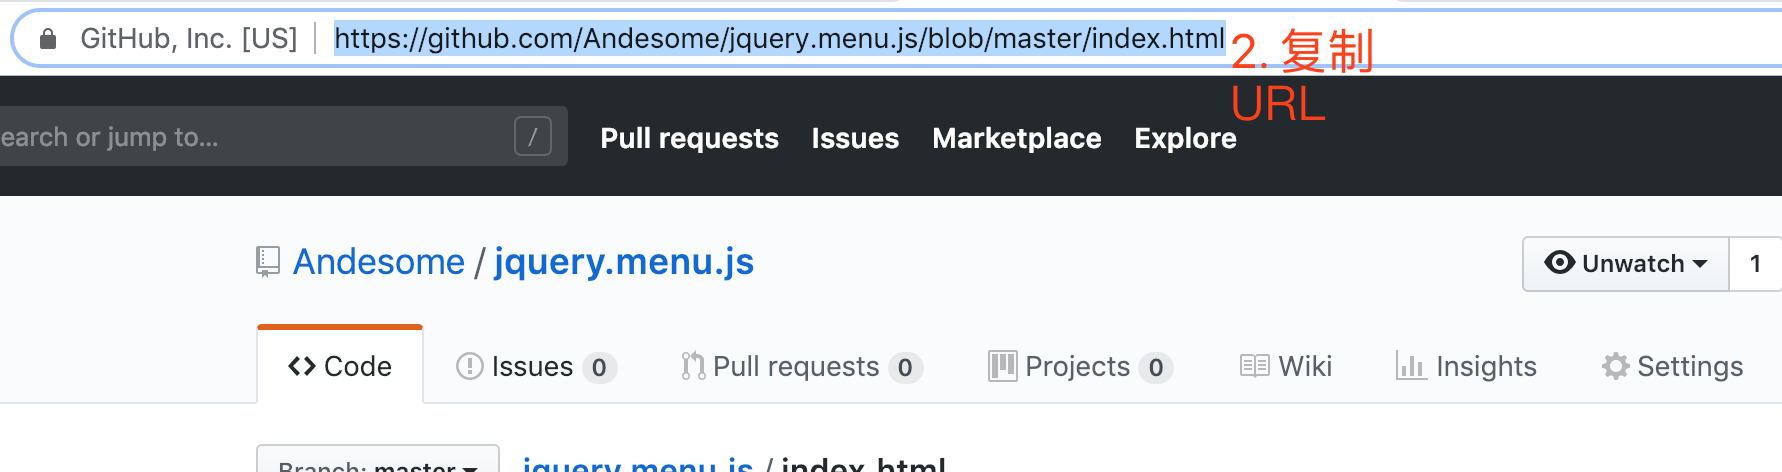 GitHub, Inc. [US] https://github.com/Andesome/jquery.menu.js/blob/master/index.html
2. 复制
URL
earch or jump to... /
Pull requests Issues Marketplace Explore
Andesome / jquery.menu.js
Unwatch 1
Code Issues 0 Pull requests 0 Projects 0 Wiki Insights Settings
Branch: master jquery.menu.js / index.html